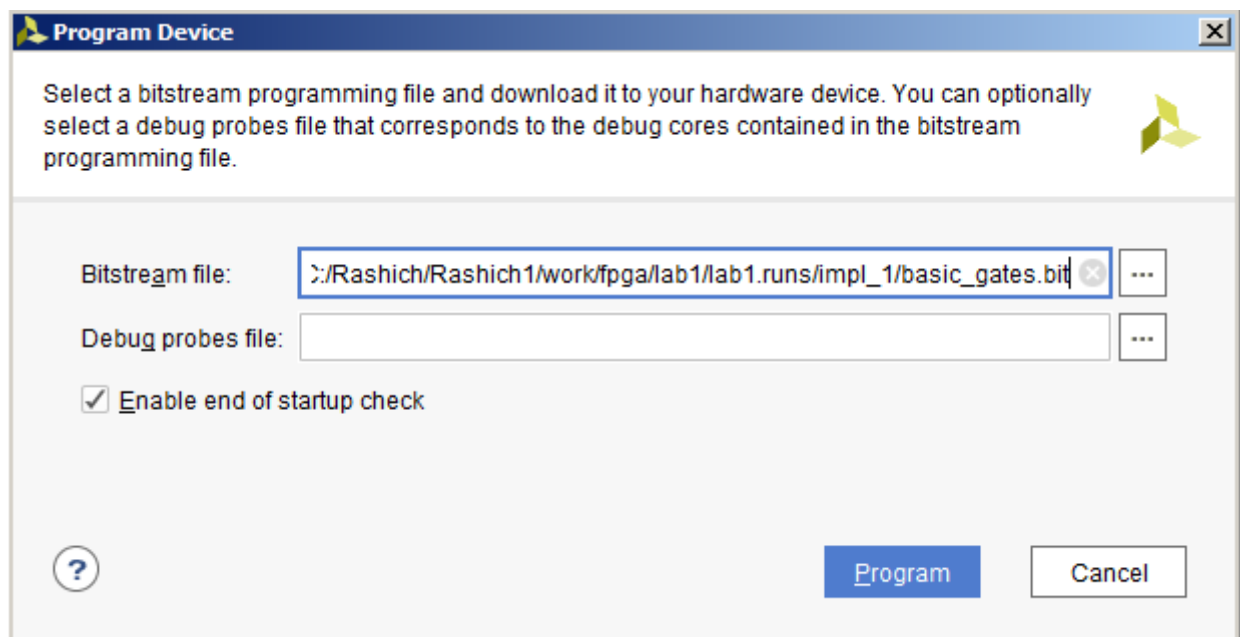 Program Device
Select a bitstream programming file and download it to your hardware device. You can optionally
select a debug probes file that corresponds to the debug cores contained in the bitstream
programming file.
Bitstream file: C:/Rashich/Rashich1/work/fpga/lab1/lab1.runs/impl_1/basic_gates.bit ...
Debug probes file: ...
Enable end of startup check
? Program Cancel